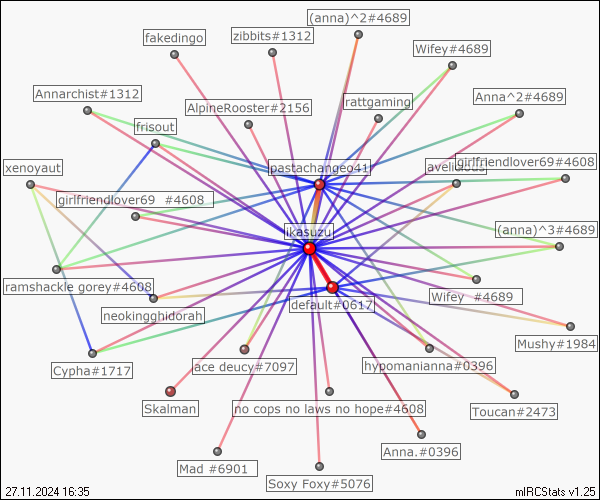 (anna)^2#4689
fakedingo
zibbits#1312
Wifey#4689
Annarchist#1312
AlpineRooster#2156
rattgaming
Anna^2#4689
frisout
xenoyaut
pastachangeo41
girlfriendlover69#4608
girlfriendlover69 #4608
ikasuzu
(anna)^3#4689
ramshackle gorey#4608
neokingghidorah
default#0617
Wifey #4689
Mushy#1984
Cypha#1717
ace deucy#7097
hypomanianna#0396
Skalman
no cops no laws no hope#4608
Toucan#2473
Anna.#0396
Mad #6901
Soxy Foxy#5076
27.11.2024 16:35
mIRCStats v1.25